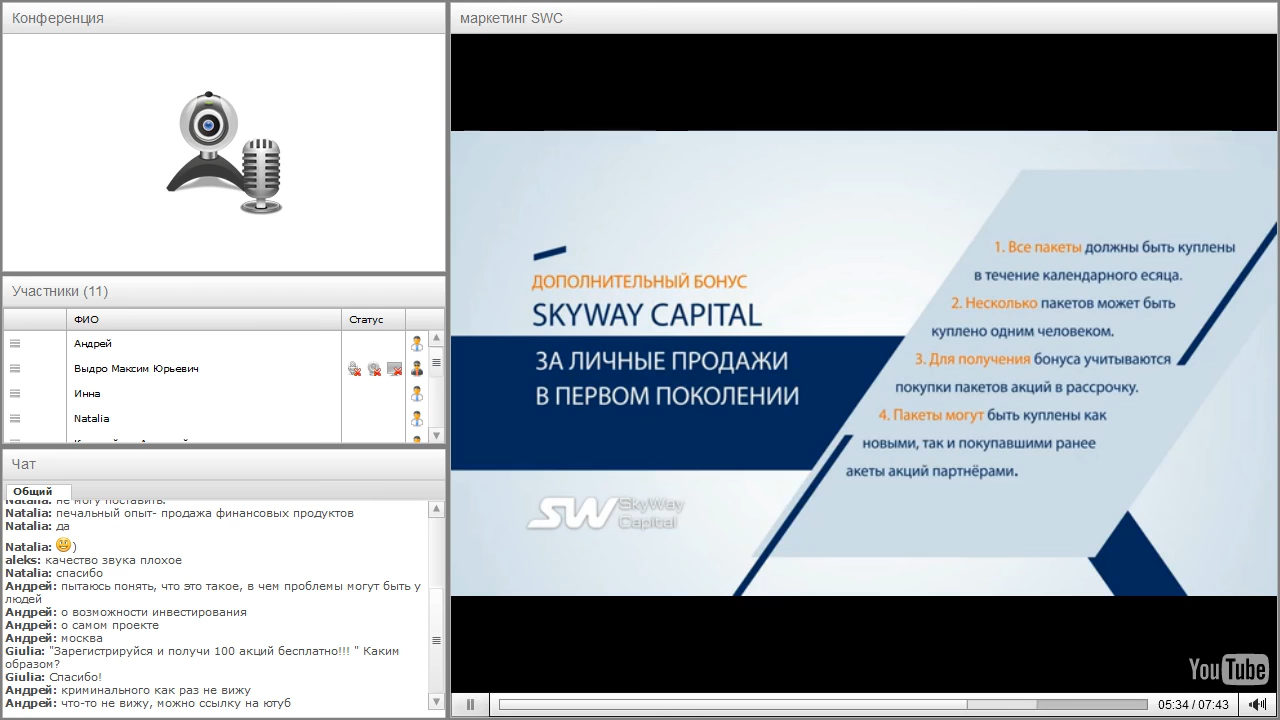 Конференция
маркетинг SWC
Участники (11)
ФИО
Статус
Андрей
Выдро Максим Юрьевич
Инна
Natalia
Чат
Общий
Natalia: не могу поставить.
Natalia: печальный опыт- продажа финансовых продуктов
Natalia: да
Natalia: )
aleks: качество звука плохое
Natalia: спасибо
Андрей: пытаюсь понять, что это такое, в чем проблемы могут быть у
людей
Андрей: о возможности инвестирования
Андрей: о самом проекте
Андрей: москва
Giulia: "Зарегистрируйся и получи 100 акций бесплатно!!! " Каким
образом?
Giulia: Спасибо!
Андрей: криминального как раз не вижу
Андрей: что-то не вижу, можно ссылку на ютуб
ДОПОЛНИТЕЛЬНЫЙ БОНУС
SKYWAY CAPITAL
ЗА ЛИЧНЫЕ ПРОДАЖИ
В ПЕРВОМ ПОКОЛЕНИИ
SW SkyWay
Capital
1. Все пакеты должны быть куплены
в течение календарного есяца.
2. Несколько пакетов может быть
куплено одним человеком.
3. Для получения бонуса учитываются
покупки пакетов акций в рассрочку.
4. Пакеты могут быть куплены как
новыми, так и покупавшими ранее
акеты акций партнёрами.
YouTube
05:34 / 07:43